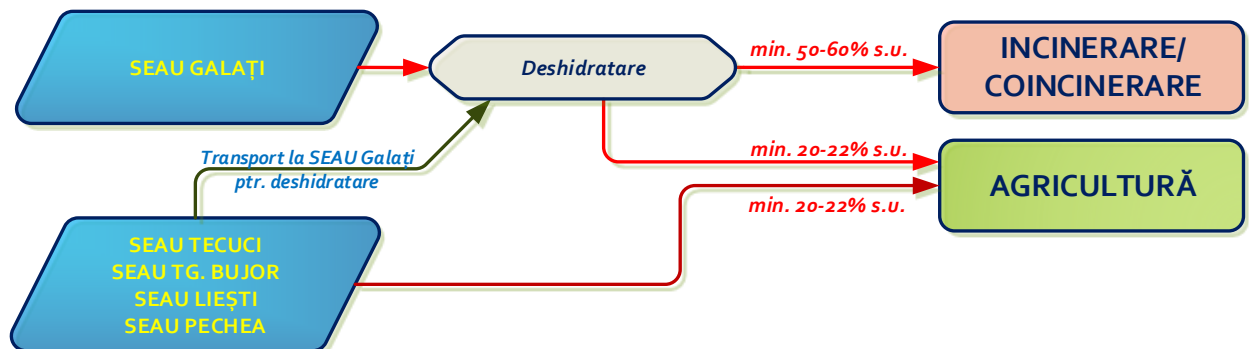 SEAU GALAȚI
Deshidratare
min. 50-60% s.u.
INCINERARE/
COINCINERARE
Transport la SEAU Galați
ptr. deshidratare
min. 20-22% s.u.
min. 20-22% s.u.
AGRICULTURĂ
SEAU TECUCI
SEAU TG. BUJOR
SEAU LIEȘTI
SEAU PECHEA